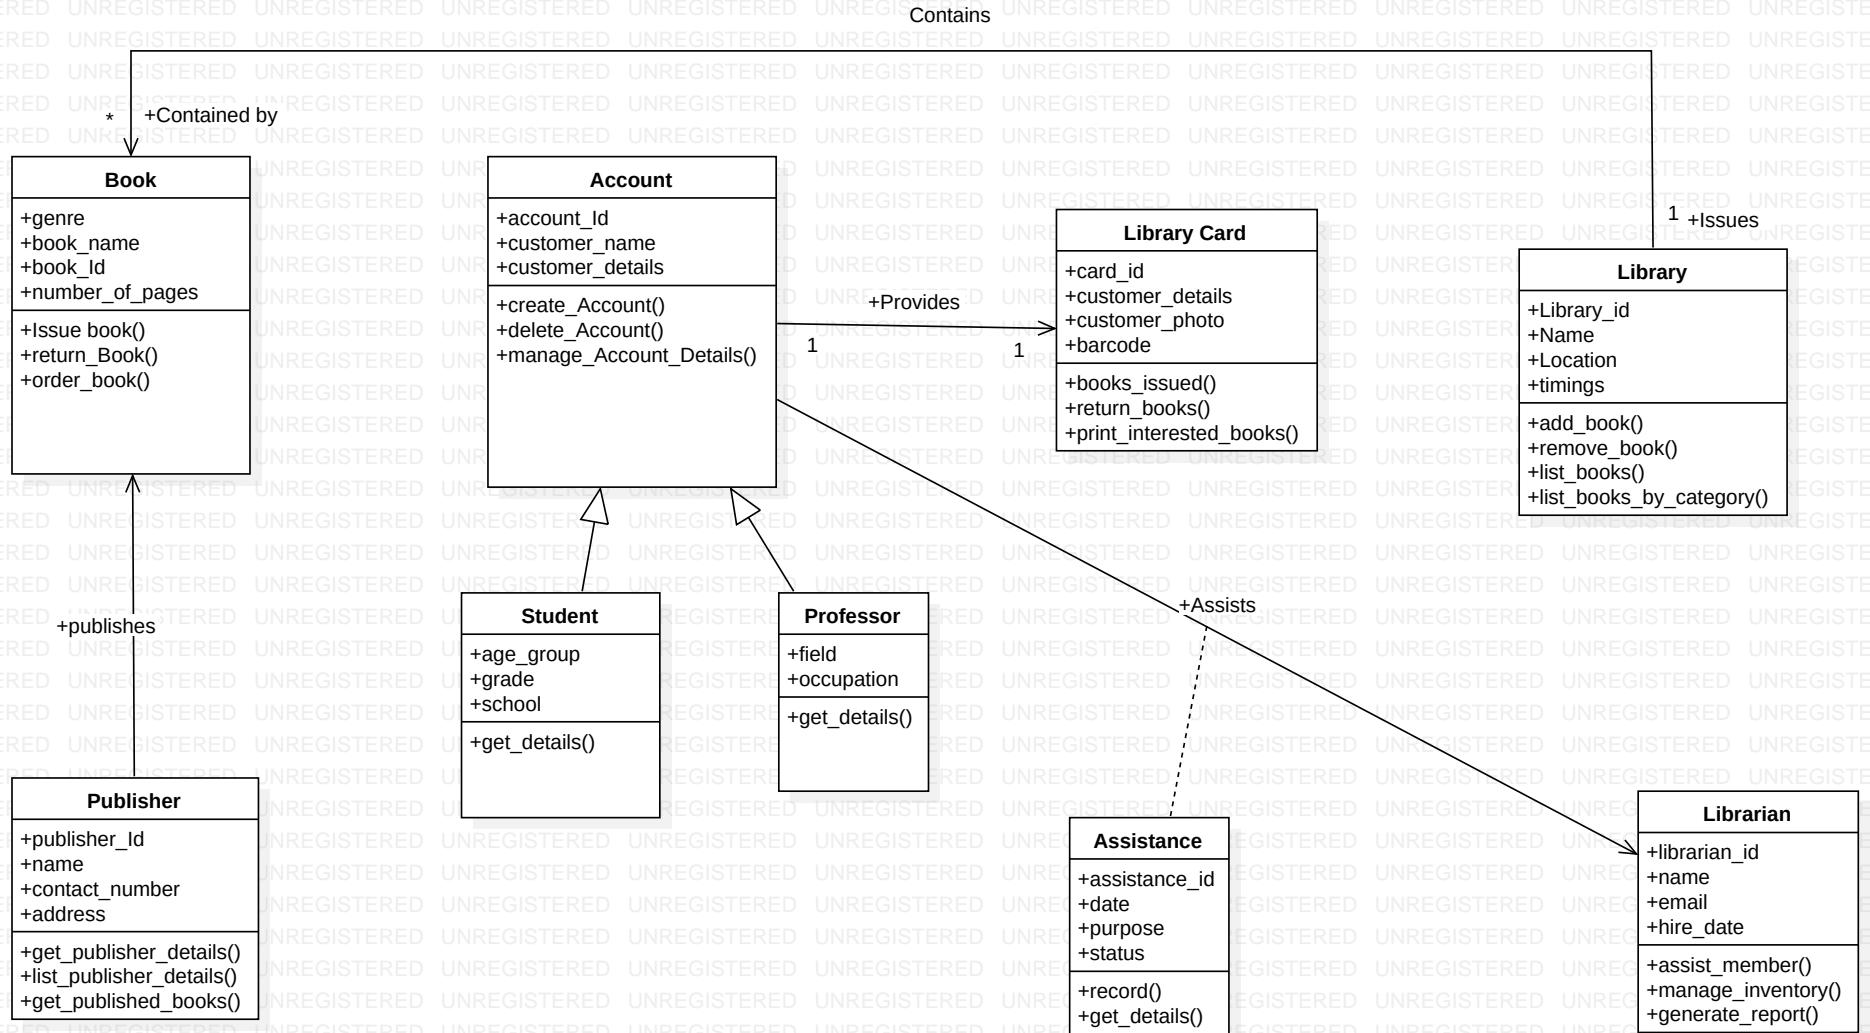 Contains
*
+Contained by
Book
+genre
+book_name
+book_Id
+number_of_pages
+Issue book()
+return_Book()
+order_book()
Account
+account_Id
+customer_name
+customer_details
+create_Account()
+delete_Account()
+manage_Account_Details()
+Provides
1
1
Library Card
+card_id
+customer_details
+customer_photo
+barcode
+books_issued()
+return_books()
+print_interested_books()
1
+Issues
Library
+Library_id
+Name
+Location
+timings
+add_book()
+remove_book()
+list_books()
+list_books_by_category()
+publishes
Student
+age_group
+grade
+school
+get_details()
Professor
+field
+occupation
+get_details()
+Assists
Publisher
+publisher_Id
+name
+contact_number
+address
+get_publisher_details()
+list_publisher_details()
+get_published_books()
Assistance
+assistance_id
+date
+purpose
+status
+record()
+get_details()
Librarian
+librarian_id
+name
+email
+hire_date
+assist_member()
+manage_inventory()
+generate_report()
UNREGISTERED